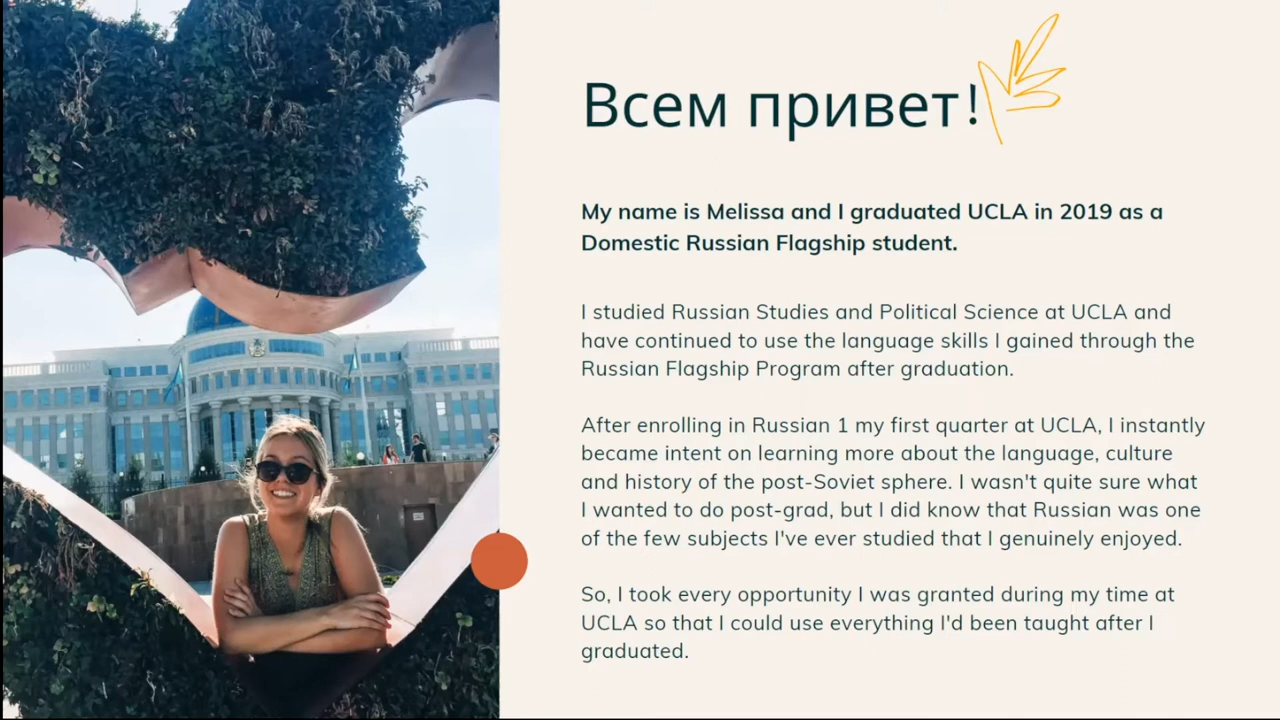 Всем привет!
My name is Melissa and I graduated UCLA in 2019 as a
Domestic Russian Flagship student.
I studied Russian Studies and Political Science at UCLA and
have continued to use the language skills I gained through the
Russian Flagship Program after graduation.
After enrolling in Russian 1 my first quarter at UCLA, I instantly
became intent on learning more about the language, culture
and history of the post-Soviet sphere. I wasn't quite sure what
I wanted to do post-grad, but I did know that Russian was one
of the few subjects I've ever studied that I genuinely enjoyed.
So, I took every opportunity I was granted during my time at
UCLA so that I could use everything I'd been taught after I
graduated.